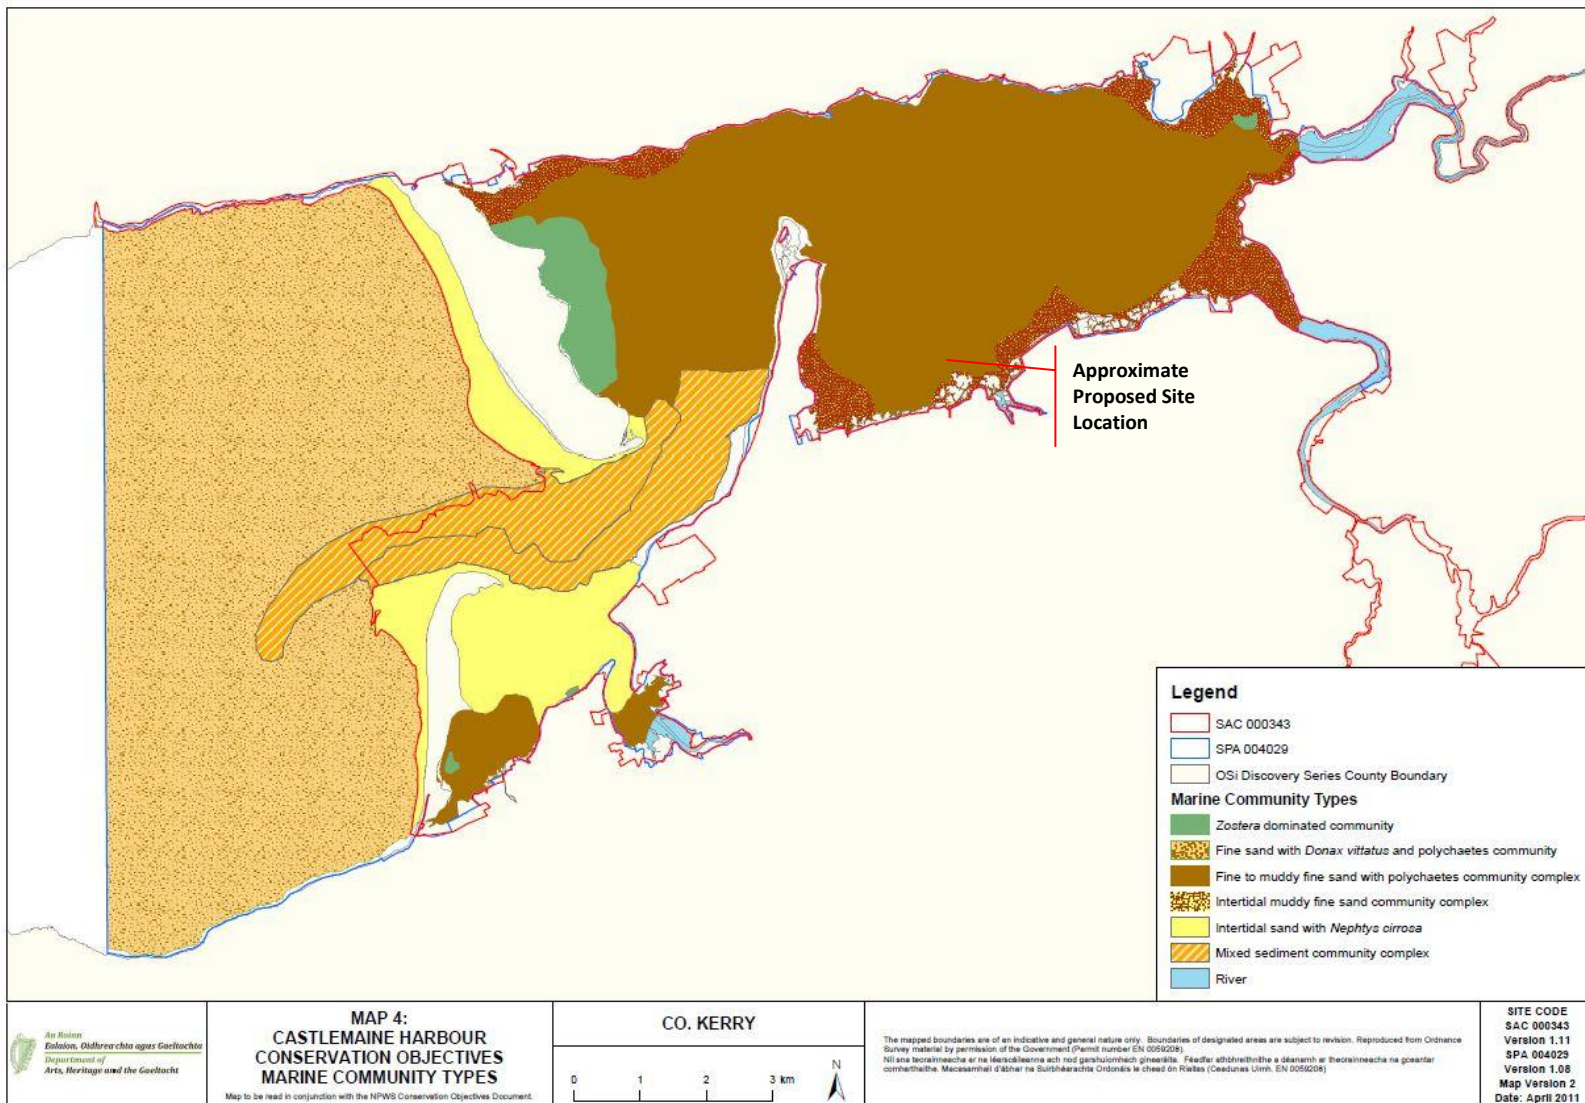 Approximate
Proposed Site
Location
Legend
SAC 000343
SPA 004029
OSi Discovery Series County Boundary
Marine Community Types
Zostera dominated community
Fine sand with Donax vittatus and polychaetes community
Fine to muddy fine sand with polychaetes community complex
Intertidal muddy fine sand community complex
Intertidal sand with Nephtys cirrosa
Mixed sediment community complex
River
An Roinn
Ealaíon, Oidhreachta agus Gaeltachta
Department of
Arts, Heritage and the Gaeltacht
MAP 4:
CASTLEMAINE HARBOUR
CONSERVATION OBJECTIVES
MARINE COMMUNITY TYPES
Map to be read in conjunction with the NPWS Conservation Objectives Document.
CO. KERRY
0 1 2 3 km
N
The mapped boundaries are of an indicative and general nature only. Boundaries of designated areas are subject to revision. Reproduced from Ordnance
Survey material by permission of the Government (Permit number EN 0059208).
SITE CODE
SAC 000343
Version 1.11
SPA 004029
Version 1.08
Map Version 2
Date: April 2011